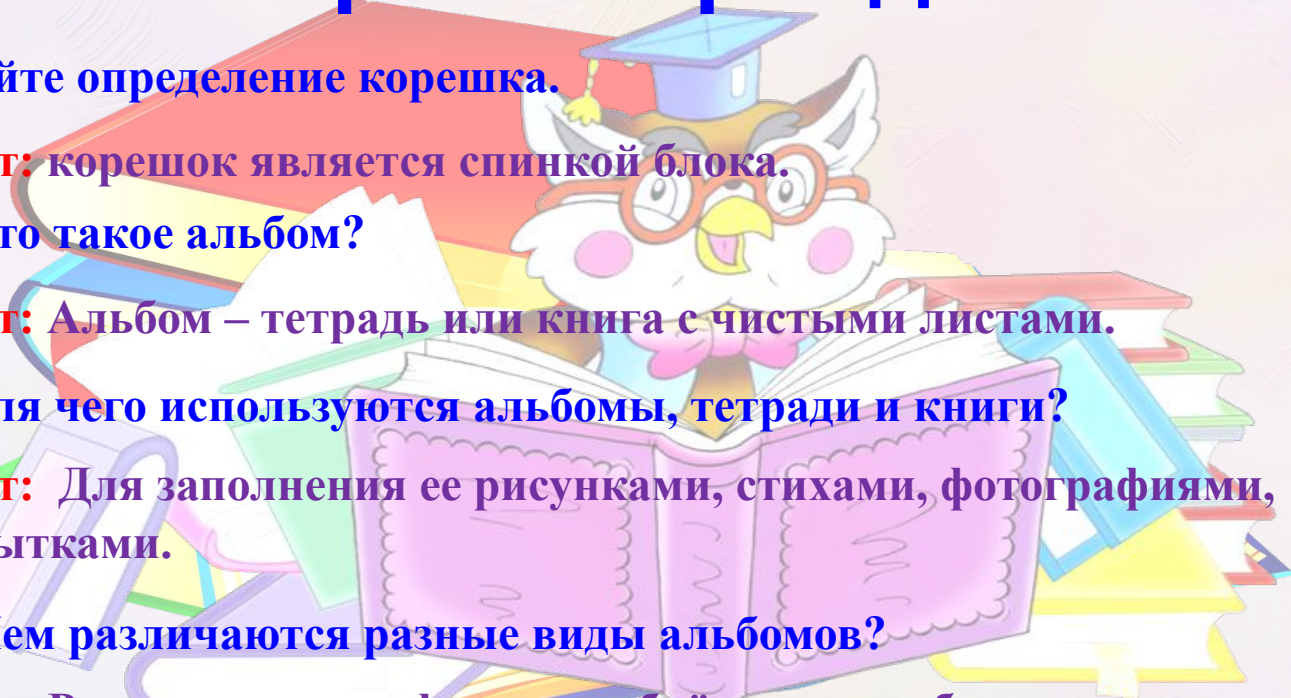 йте определение корешка.
т: корешок является спинкой блока.
то такое альбом?
т: Альбом – тетрадь или книга с чистыми листами.
ля чего используются альбомы, тетради и книги?
т: Для заполнения ее рисунками, стихами, фотографиями,
ытками.
ем различаются разные виды альбомов?